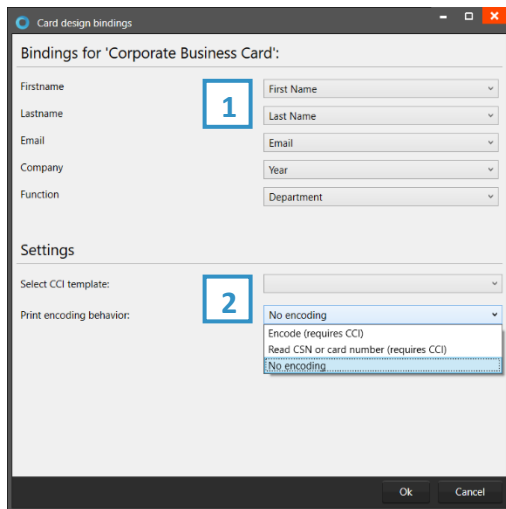 Card design bindings
Bindings for 'Corporate Business Card':
Firstname First Name
1
Lastname Last Name
Email Email
Company Year
Function Department
Settings
Select CCI template:
2
Print encoding behavior: No encoding
Encode (requires CCI)
Read CSN or card number (requires CCI)
No encoding
Ok Cancel